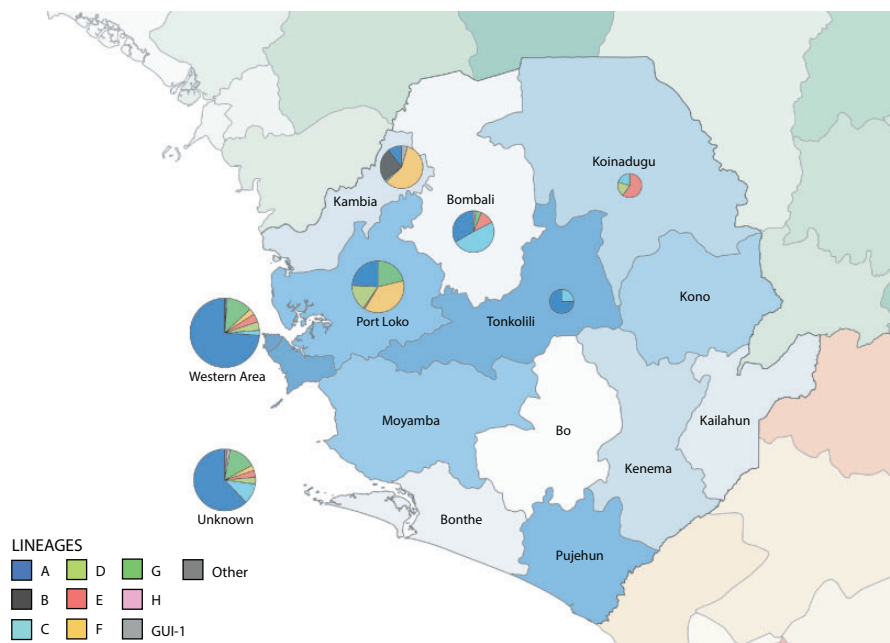 Koinadugu
Bombali
Kambia
Kono
Port Loko
Tonkolili
Western Area
Moyamba
Bo
Kailahun
Kenema
Unknown
Bonthe
Pujehun
LINEAGES
A D G Other
B E H
C F GUI-1